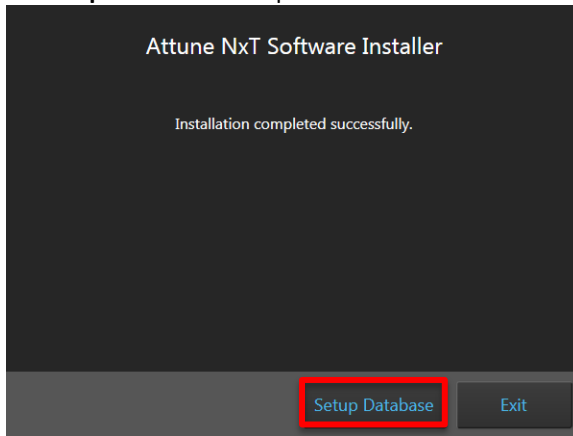 Attune NxT Software Installer
Installation completed successfully.
Setup Database
Exit